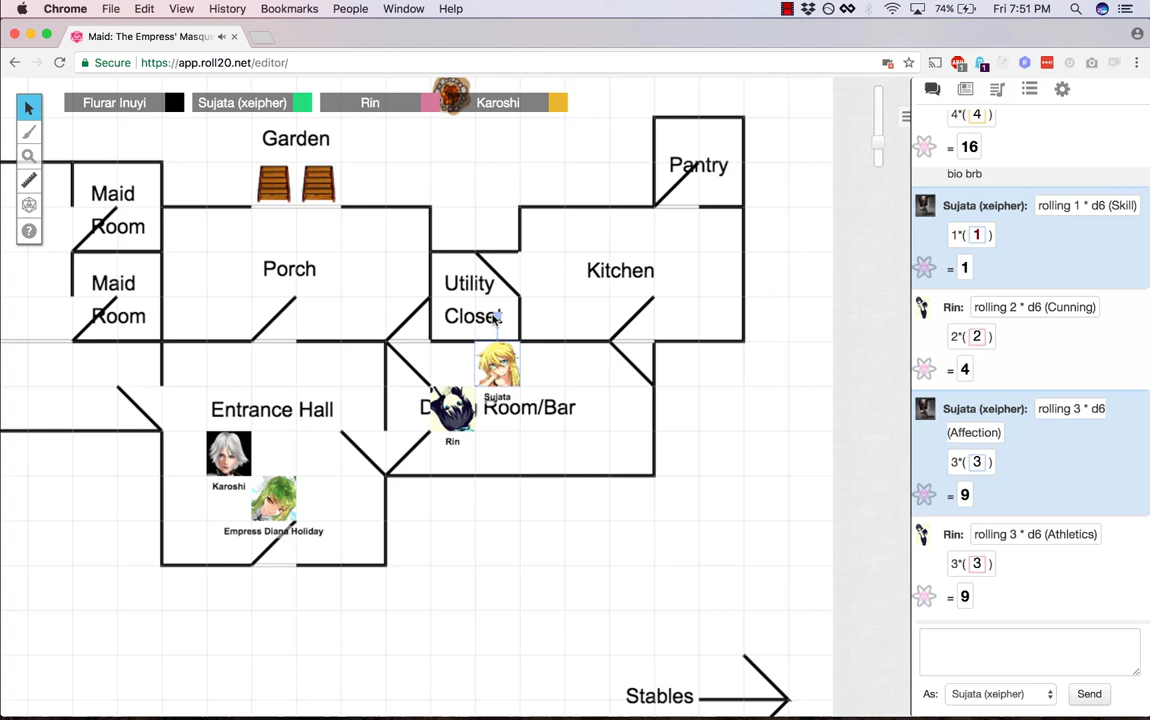 Chrome File Edit View History Bookmarks People Window Help
74% Fri 7:51 PM
Maid: The Empress' Masque
Secure https://app.roll20.net/editor/
Flurar Inuyi Sujata (xeipher) Rin Karoshi
Garden
Pantry
Maid
Room
Porch
Kitchen
Maid
Room
Utility
Closet
Entrance Hall
Room/Bar
Sujata
Rin
Karoshi
Empress Diana Holiday
Stables
4*( 4 )
= 16
bio brb
Sujata (xeipher): rolling 1 * d6 (Skill)
1*( 1 )
= 1
Rin: rolling 2 * d6 (Cunning)
2*( 2 )
= 4
Sujata (xeipher): rolling 3 * d6
(Affection)
3*( 3 )
= 9
Rin: rolling 3 * d6 (Athletics)
3*( 3 )
= 9
As: Sujata (xeipher) Send